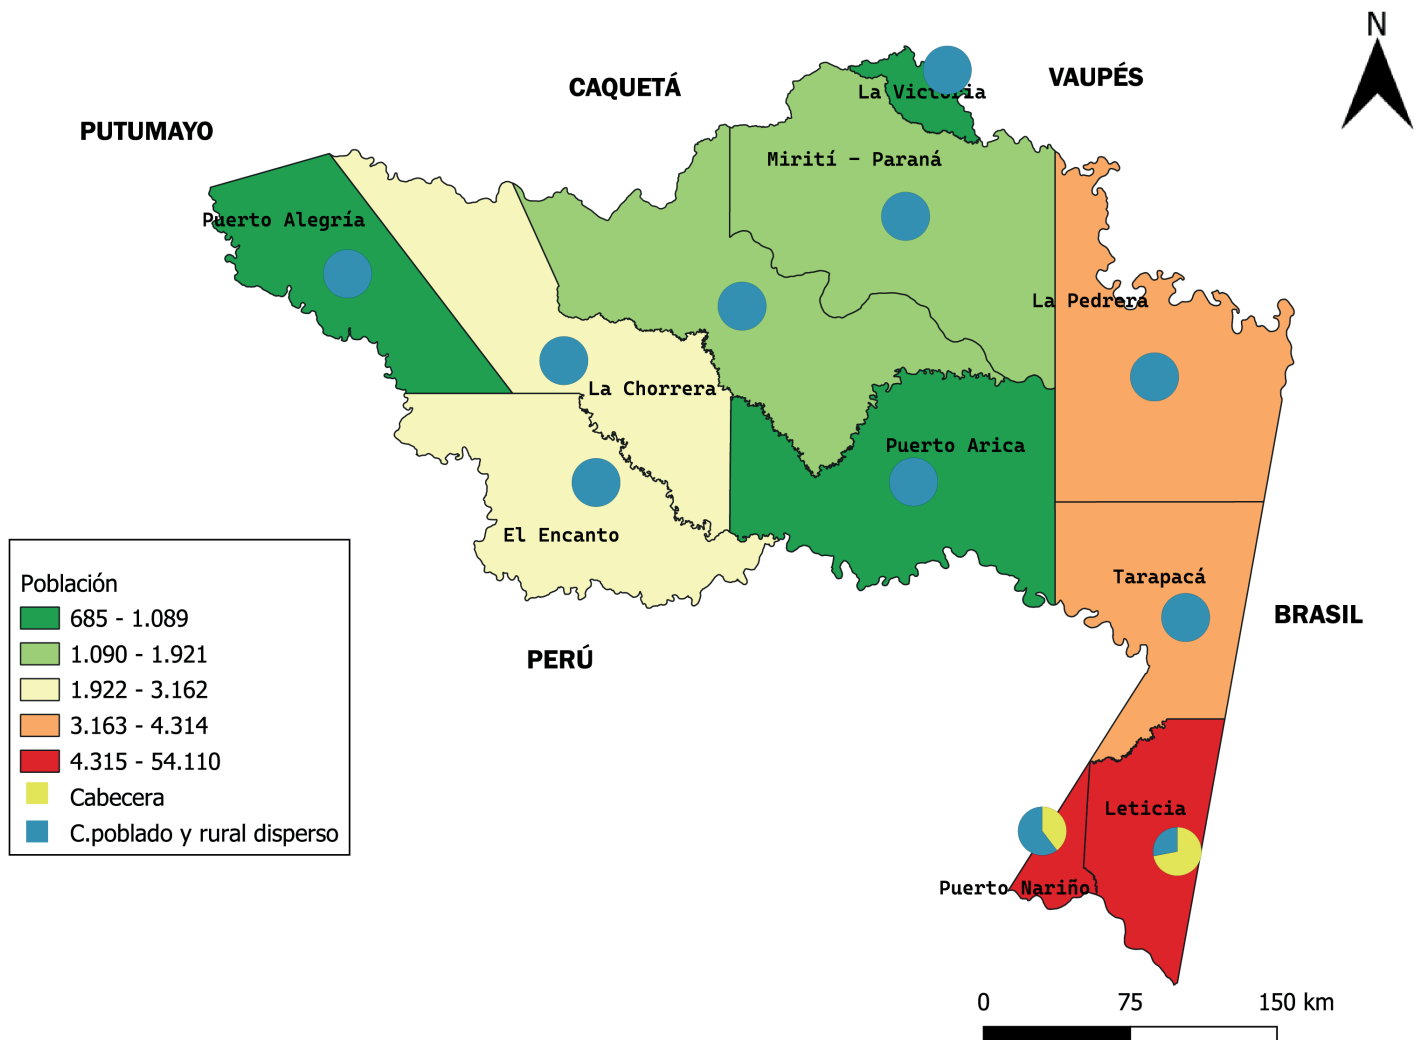 N
CAQUETÁ
VAUPÉS
PUTUMAYO
La Victoria
Mirití – Paraná
Puerto Alegría
La Pedrera
La Chorrera
Puerto Arica
El Encanto
Tarapacá
BRASIL
PERÚ
Población
685 - 1.089
1.090 - 1.921
1.922 - 3.162
3.163 - 4.314
4.315 - 54.110
Cabecera
C.poblado y rural disperso
Leticia
Puerto Nariño
0 75 150 km